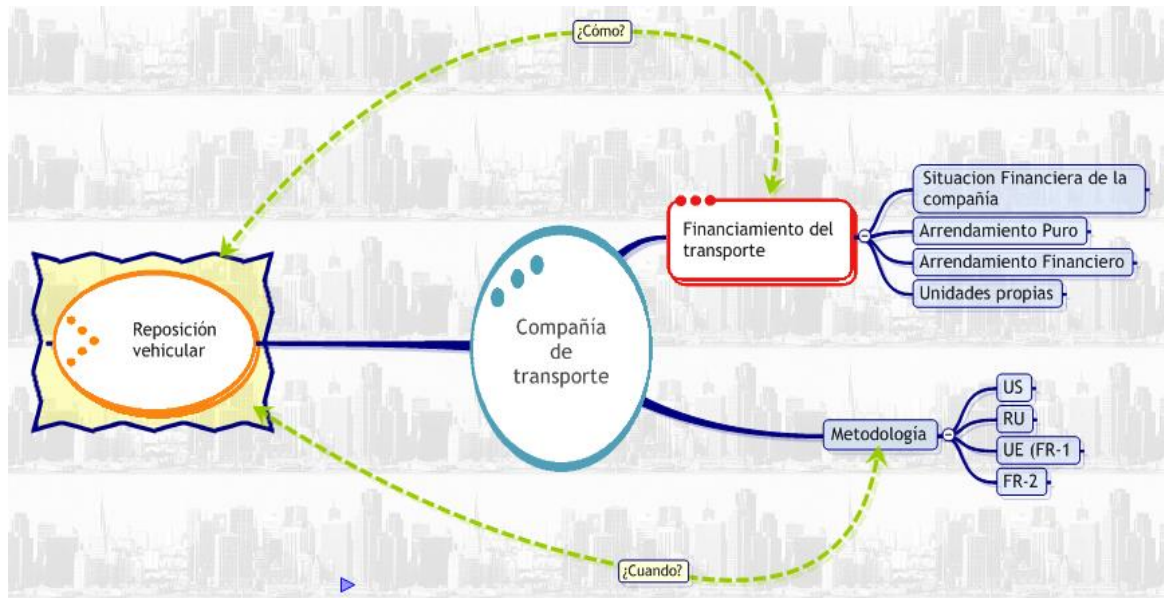 ¿Cómo?
Situacion Financiera de la
compañía
Financiamiento del
transporte
Arrendamiento Puro
Arrendamiento Financiero
Unidades propias
Reposición
vehicular
Compañía
de
transporte
Metodología
US
RU
UE (FR-1
FR-2
¿Cuando?